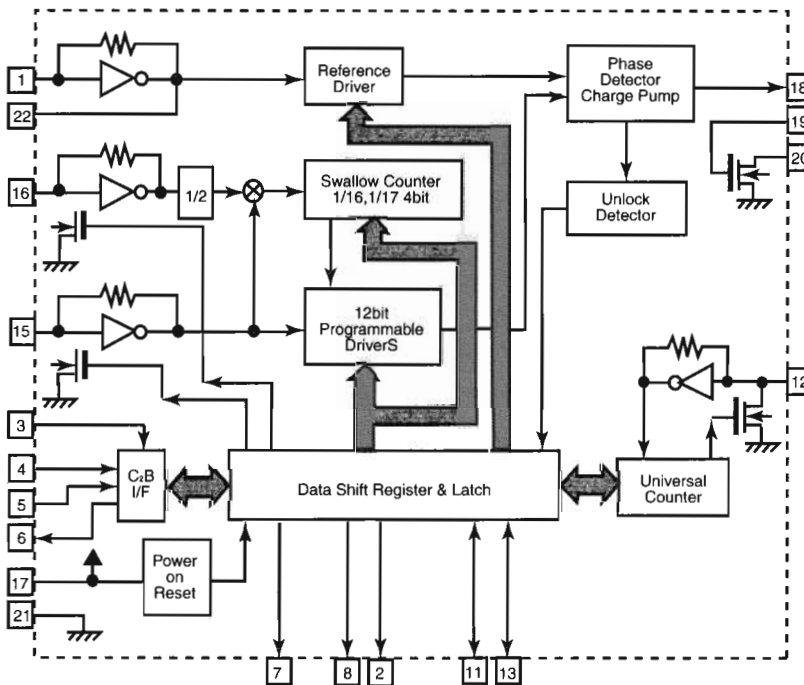 1
Reference
Driver
Phase
Detector
Charge Pump
18
22
19
20
16
1/2
Swallow Counter
1/16,1/17 4bit
Unlock
Detector
15
12bit
Programmable
DriverS
12
3
4
5
6
C₂B
I/F
Data Shift Register & Latch
Universal
Counter
17
Power
on
Reset
21
7
8
2
11
13